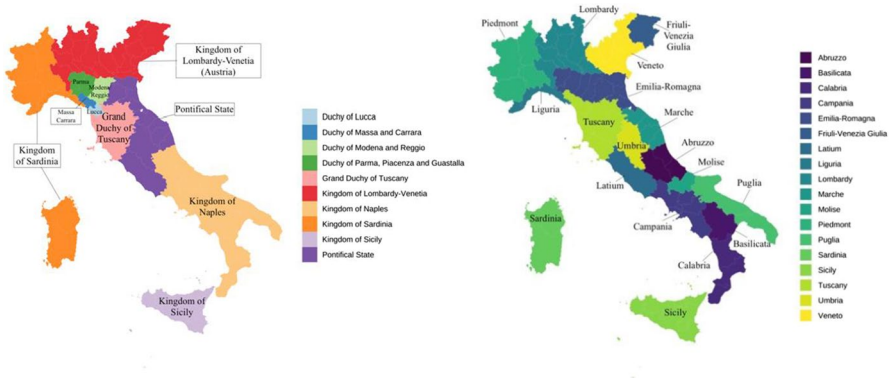 Kingdom of
Lombardy-Venetia
(Austria)
Parma
Modena
Reggio
Massa
Carrara
Lucca
Pontifical State
Grand
Duchy of
Tuscany
Kingdom
of Sardinia
Kingdom of
Naples
Kingdom of
Sicily
Duchy of Lucca
Duchy of Massa and Carrara
Duchy of Modena and Reggio
Duchy of Parma, Piacenza and Guastalla
Grand Duchy of Tuscany
Kingdom of Lombardy-Venetia
Kingdom of Naples
Kingdom of Sardinia
Kingdom of Sicily
Pontifical State
Lombardy
Piedmont
Friuli-
Venezia
Giulia
Veneto
Emilia-Romagna
Liguria
Marche
Tuscany
Umbria
Abruzzo
Molise
Latium
Puglia
Sardinia
Campania
Basilicata
Calabria
Sicily
Abruzzo
Basilicata
Calabria
Campania
Emilia-Romagna
Friuli-Venezia Giulia
Latium
Liguria
Lombardy
Marche
Molise
Piedmont
Puglia
Sardinia
Sicily
Tuscany
Umbria
Veneto